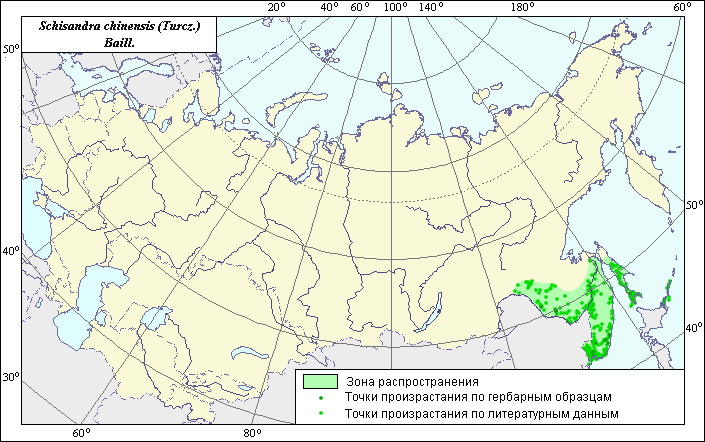 Schisandra chinensis (Turcz.)
Baill.
20° 40° 60° 100° 140° 180° 60°
50°
50°
40°
40°
30°
60° 80°
Зона распространения
Точки произрастания по гербарным образцам
Точки произрастания по литературным данным